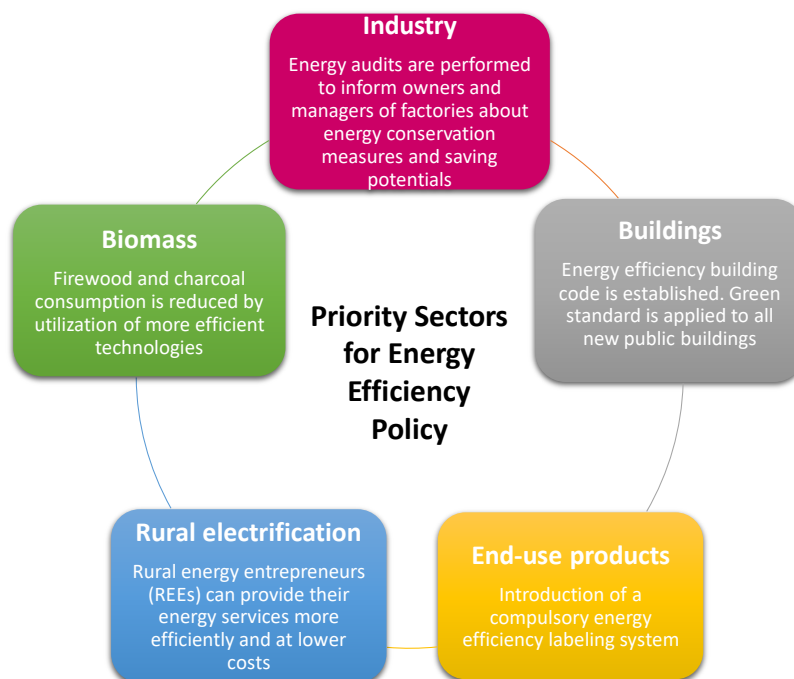 Industry
Energy audits are performed
to inform owners and
managers of factories about
energy conservation
measures and saving
potentials
Buildings
Energy efficiency building
code is established. Green
standard is applied to all
new public buildings
End-use products
Introduction of a
compulsory energy
efficiency labeling system
Rural electrification
Rural energy entrepreneurs
(REEs) can provide their
energy services more
efficiently and at lower
costs
Biomass
Firewood and charcoal
consumption is reduced by
utilization of more efficient
technologies
Priority Sectors
for Energy
Efficiency
Policy